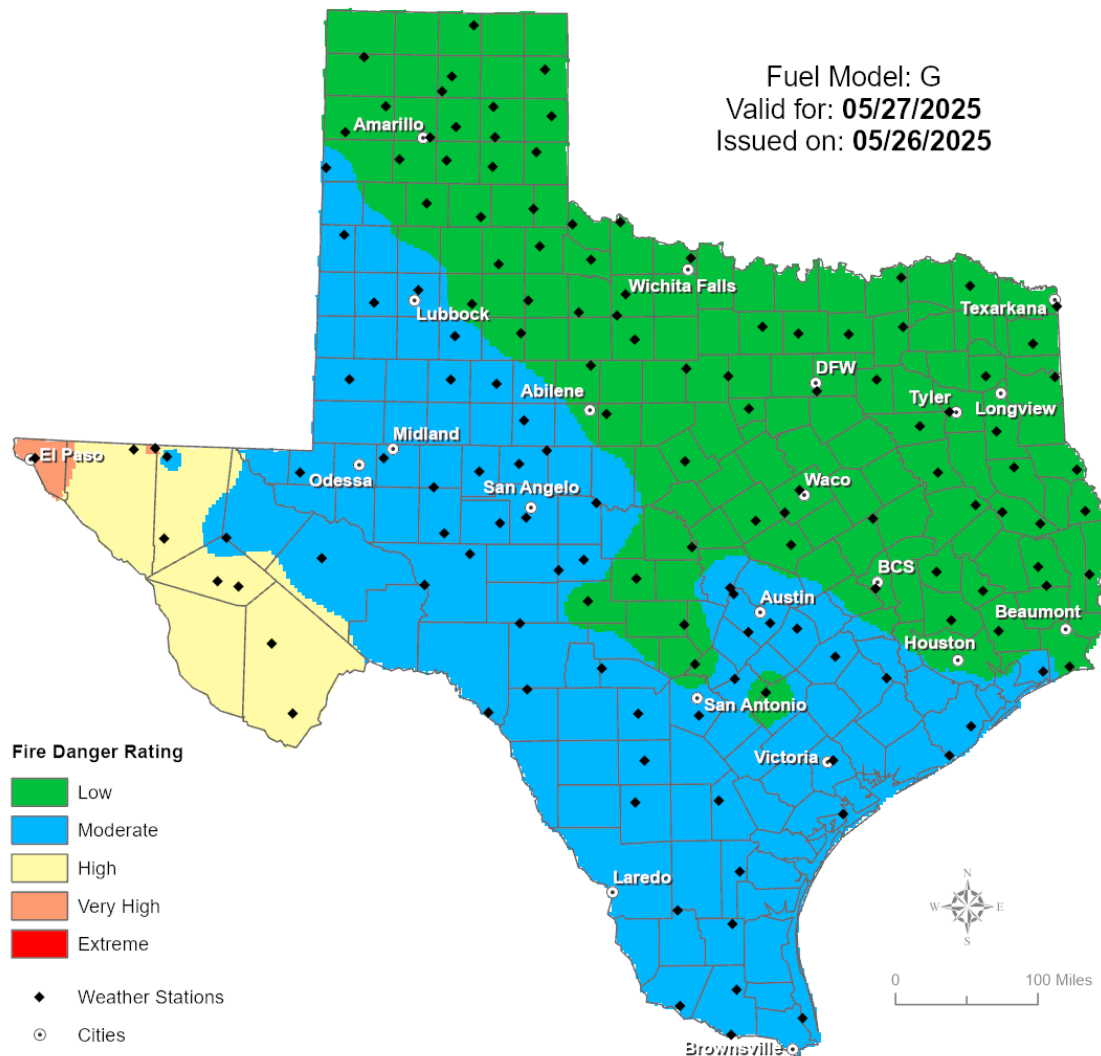 Fuel Model: G
Valid for: 05/27/2025
Issued on: 05/26/2025
Amarillo
Wichita Falls
Lubbock
Texarkana
DFW
Abilene
Tyler
Longview
Midland
El Paso
Odessa
San Angelo
Waco
BCS
Austin
Beaumont
Houston
San Antonio
Victoria
Laredo
Brownsville
Fire Danger Rating
Low
Moderate
High
Very High
Extreme
Weather Stations
Cities
N
W E
S
0 100 Miles